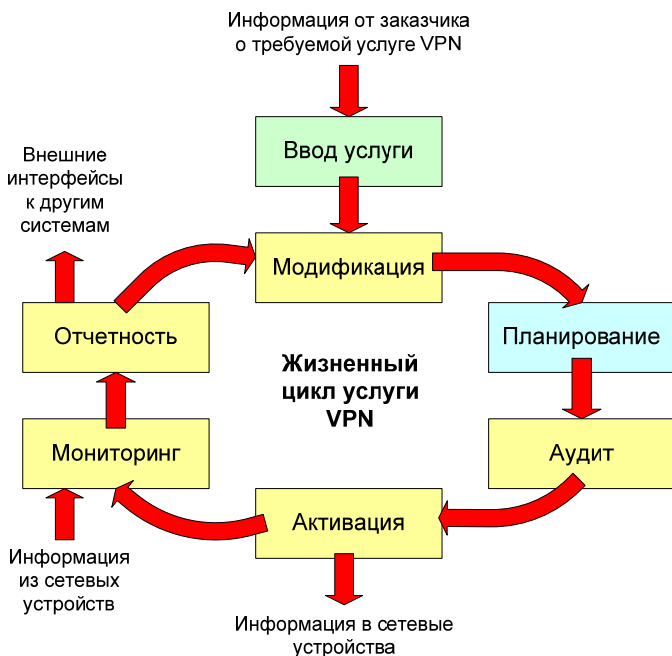 Информация от заказчика
о требуемой услуге VPN
Ввод услуги
Внешние
интерфейсы
к другим
системам
Модификация
Отчетность
Планирование
Жизненный
цикл услуги
VPN
Мониторинг
Аудит
Активация
Информация
из сетевых
устройств
Информация в сетевые
устройства